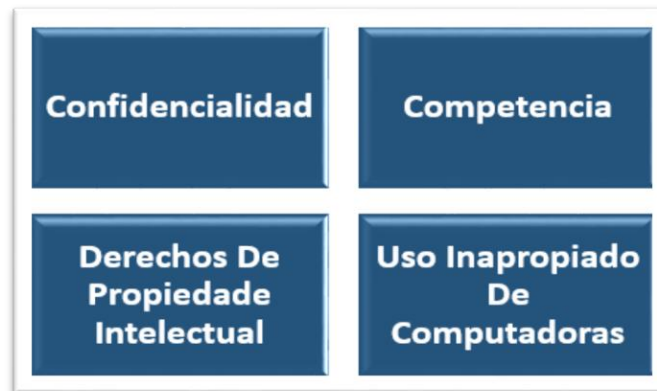 Confidencialidad
Competencia
Derechos De
Propiedade
Intelectual
Uso Inapropiado
De
Computadoras